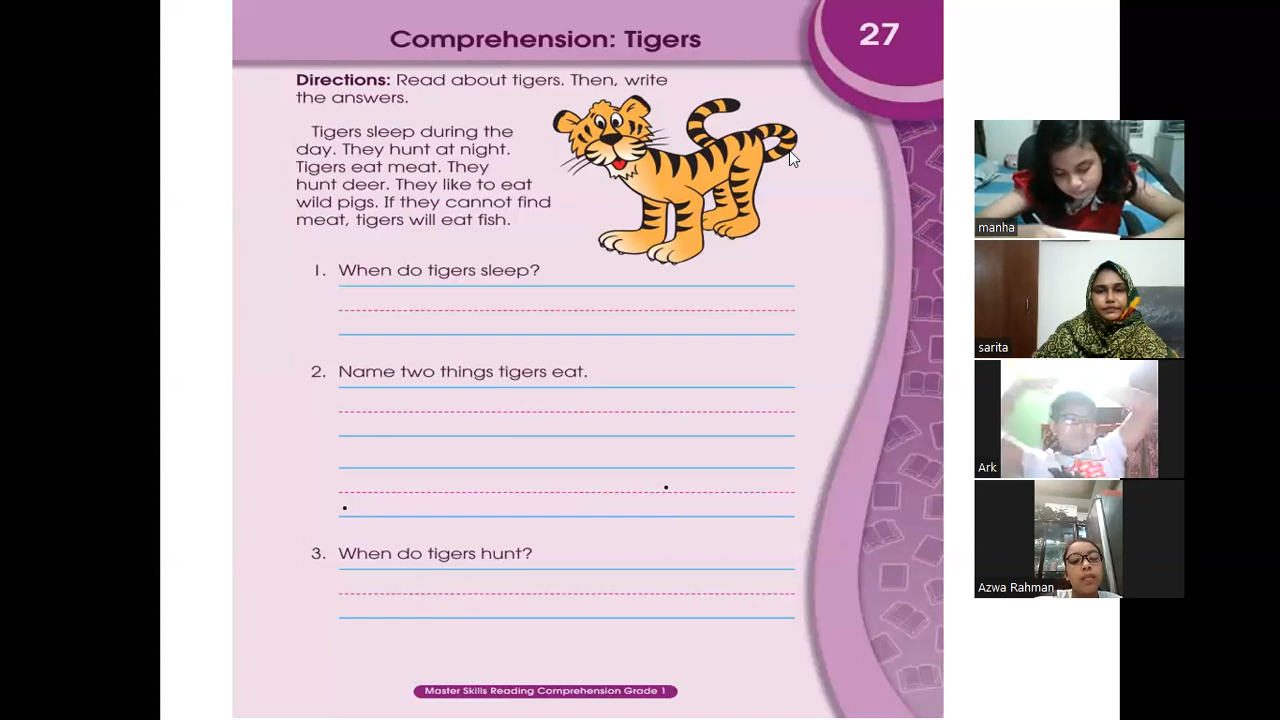 Comprehension: Tigers
27
Directions: Read about tigers. Then, write
the answers.
Tigers sleep during the
day. They hunt at night.
Tigers eat meat. They
hunt deer. They like to eat
wild pigs. If they cannot find
meat, tigers will eat fish.
1. When do tigers sleep?
2. Name two things tigers eat.
3. When do tigers hunt?
Master Skills Reading Comprehension Grade 1
manha
sarita
Ark
Azwa Rahman